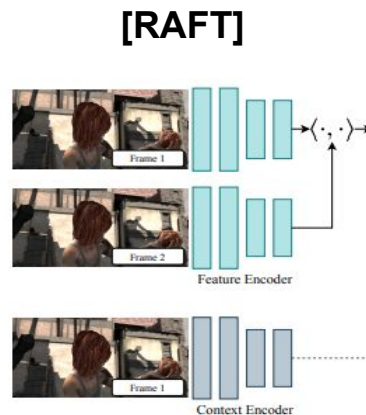 [RAFT]
Frame 1
⟨·,·⟩
Frame 2
Feature Encoder
Frame 1
Context Encoder